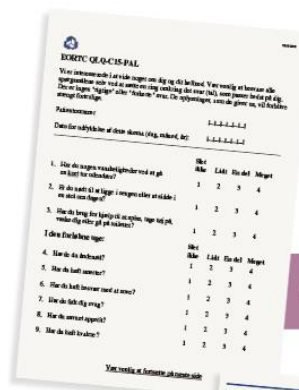 EORTC QLQ-C15-PAL
Vi er interesserede i at vide noget om dig og dit helbred. Vær venlig at besvare alle
spørgsmålene selv ved at sætte en ring omkring det svar (tal), som passer bedst på dig.
Der er ingen "rigtige" eller "forkerte" svar. De oplysninger, som du giver os, vil forblive
strengt fortrolige.
Patientnummer
Dato for udfyldelse af dette skema (dag, måned, år):
Slet
ikke Lidt En del Meget
1. Har du nogen vanskeligheder ved at gå
en kort tur udendørs? 1 2 3 4
2. Er du nødt til at ligge i sengen eller at sidde i
en stol om dagen? 1 2 3 4
3. Har du brug for hjælp til at spise, tage tøj på,
vaske dig eller gå på toilettet? 1 2 3 4
I den forløbne uge:
Slet
ikke Lidt En del Meget
4. Havde du åndenød? 1 2 3 4
5. Har du haft smerter? 1 2 3 4
6. Har du haft besvær med at sove? 1 2 3 4
7. Har du følt dig svag? 1 2 3 4
8. Har du savnet appetit? 1 2 3 4
9. Har du haft kvalme? 1 2 3 4
Vær venlig at fortsætte på næste side